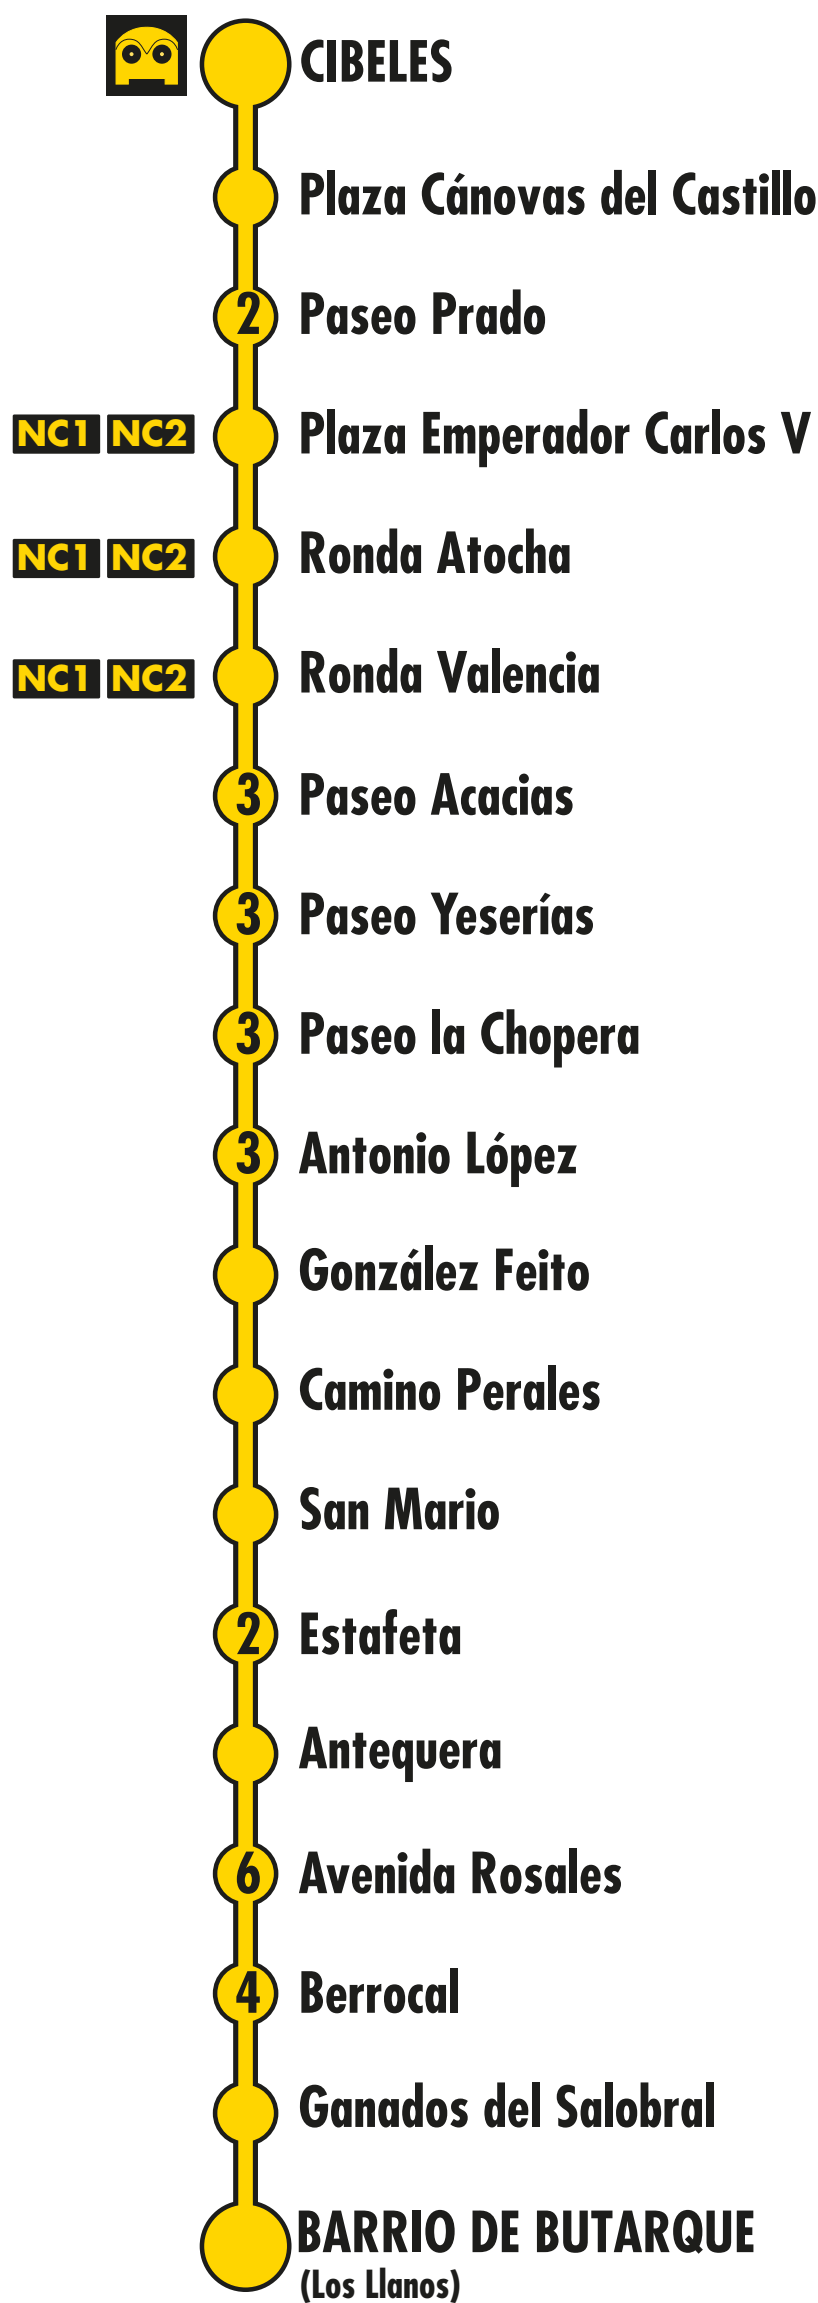 CIBELES
Plaza Cánovas del Castillo
2 Paseo Prado
NC1 NC2 Plaza Emperador Carlos V
NC1 NC2 Ronda Atocha
NC1 NC2 Ronda Valencia
3 Paseo Acacias
3 Paseo Yeserías
3 Paseo la Chopera
3 Antonio López
González Feito
Camino Perales
San Mario
2 Estafeta
Antequera
6 Avenida Rosales
4 Berrocal
Ganados del Salobral
BARRIO DE BUTARQUE
(Los Llanos)